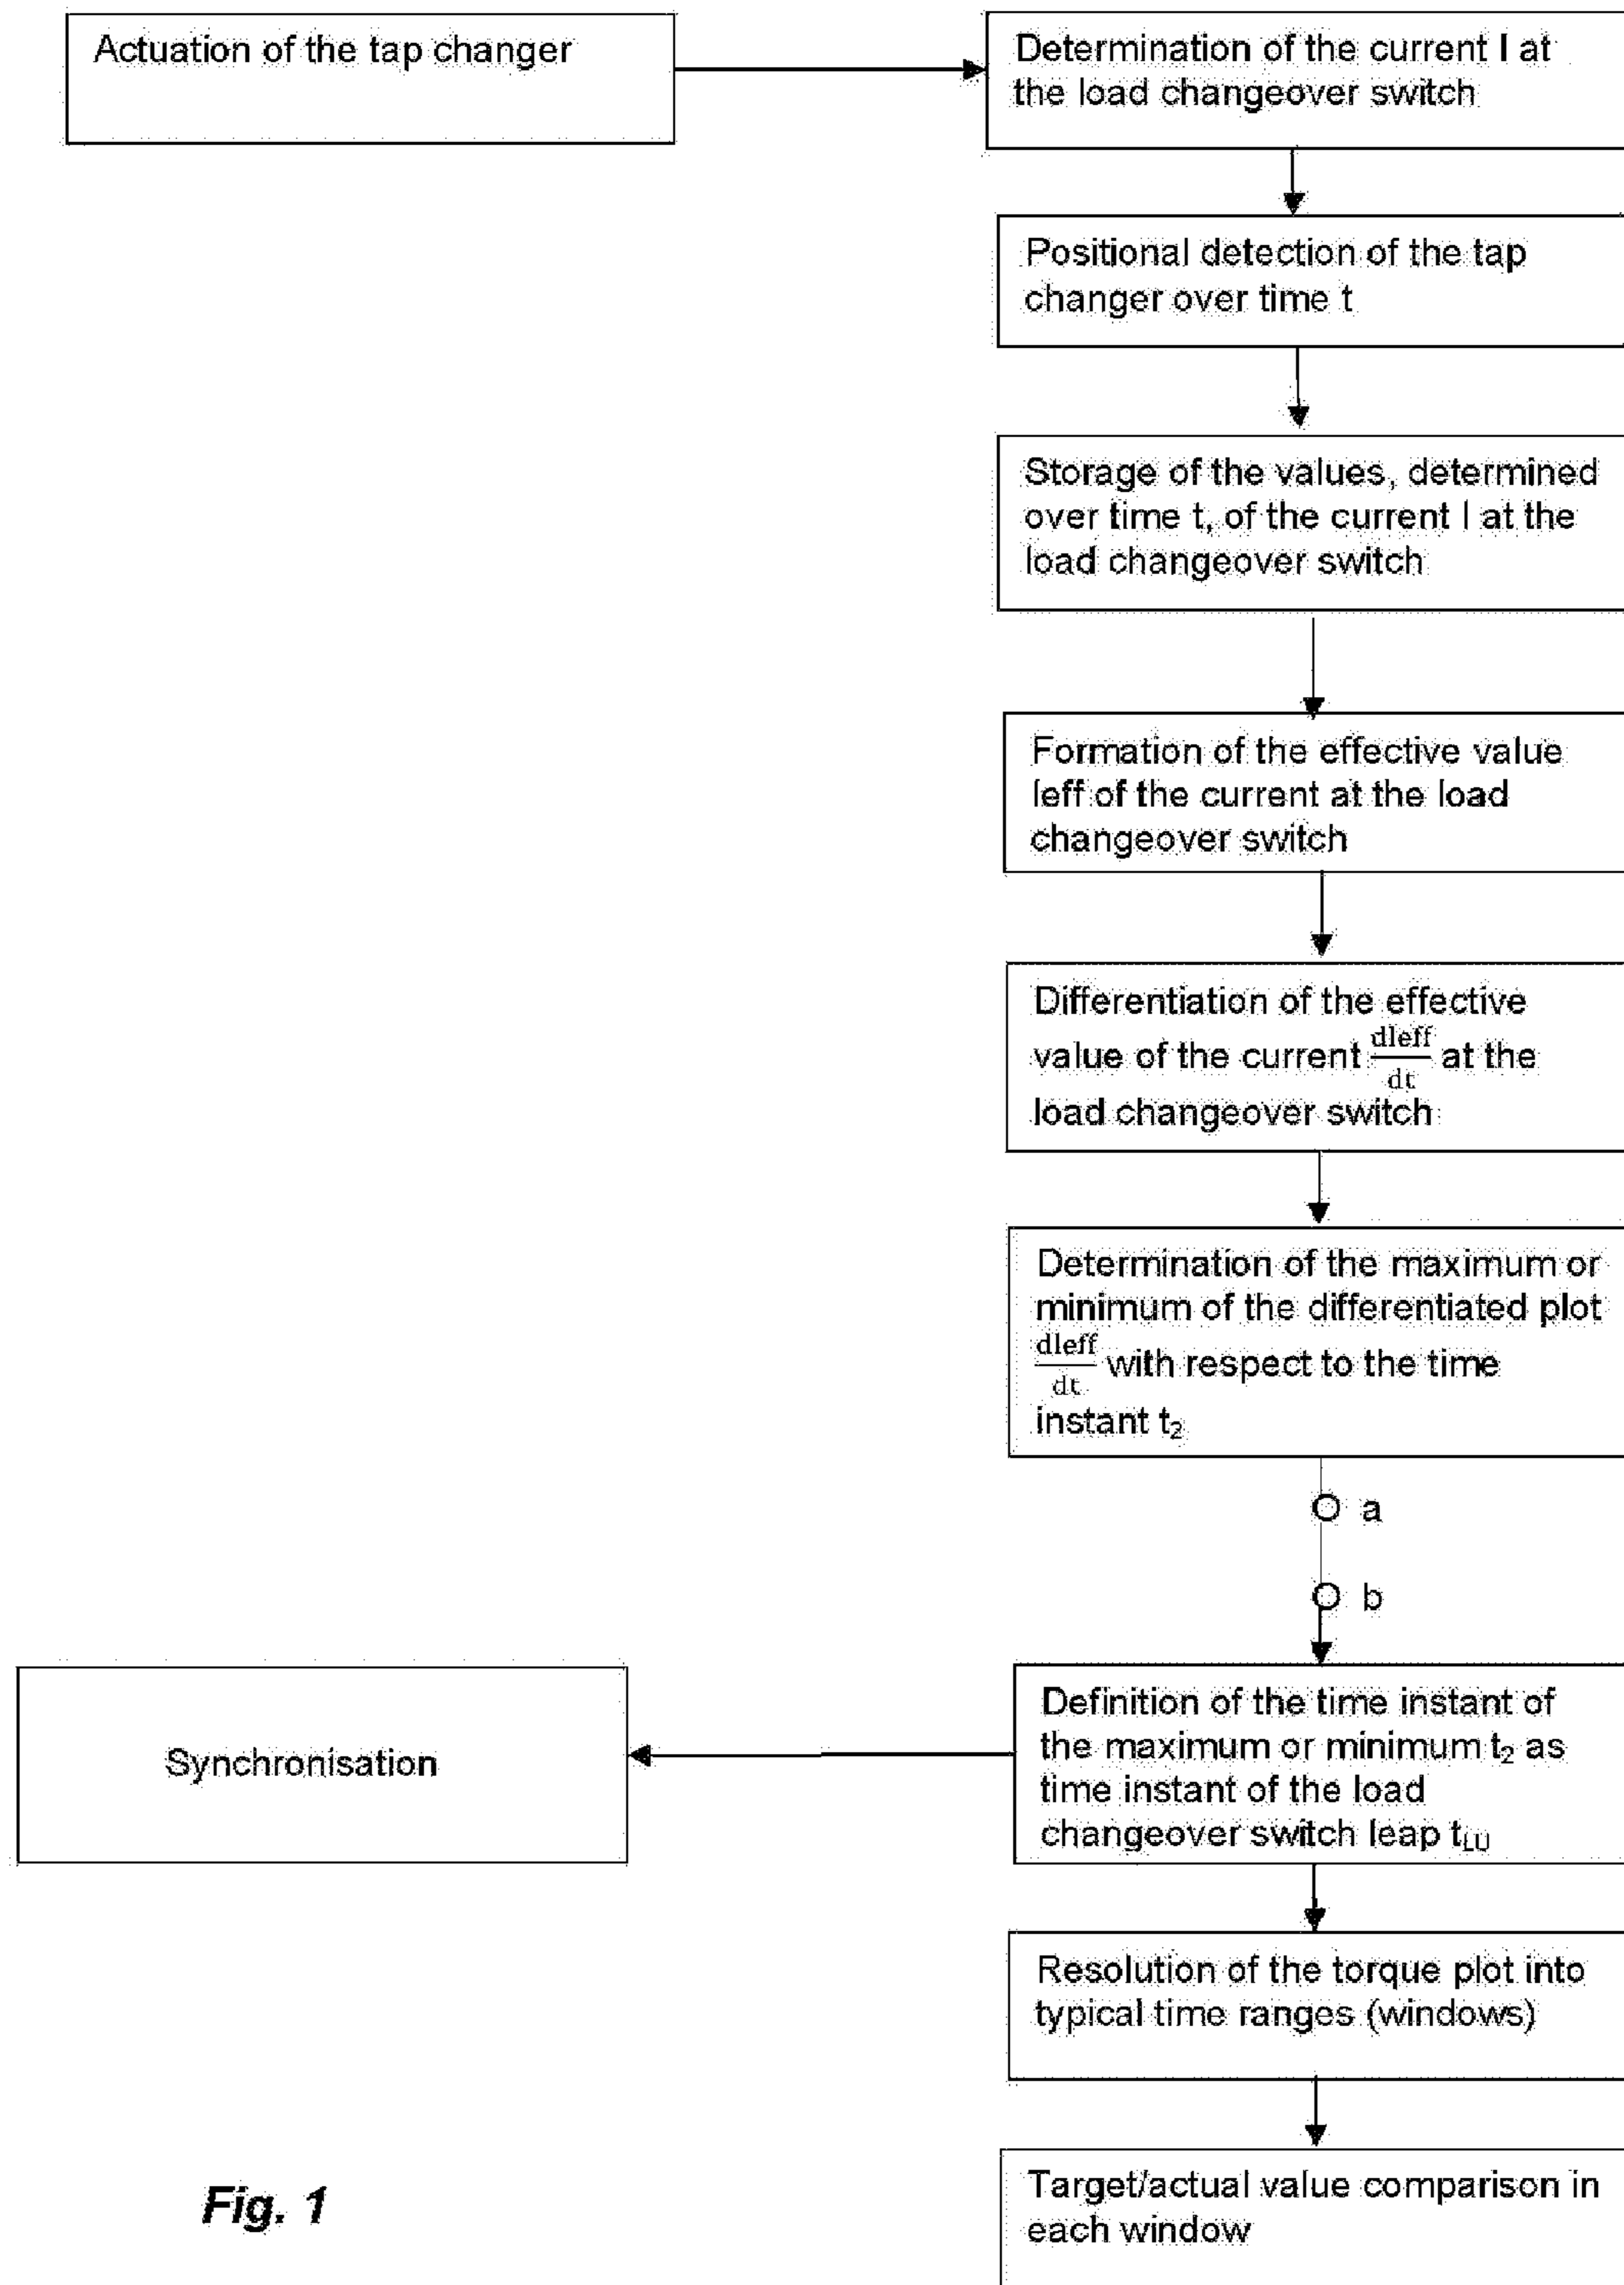 Actuation of the tap changer
Determination of the current I at
the load changeover switch
Positional detection of the tap
changer over time t
Storage of the values, determined
over time t, of the current I at the
load changeover switch
Formation of the effective value
Ieff of the current at the load
changeover switch
Differentiation of the effective
value of the current dIeff/dt at the
load changeover switch
Determination of the maximum or
minimum of the differentiated plot
dIeff/dt with respect to the time
instant t₂
a
b
Definition of the time instant of
the maximum or minimum t₂ as
time instant of the load
changeover switch leap t_LU
Synchronisation
Resolution of the torque plot into
typical time ranges (windows)
Target/actual value comparison in
each window
Fig. 1